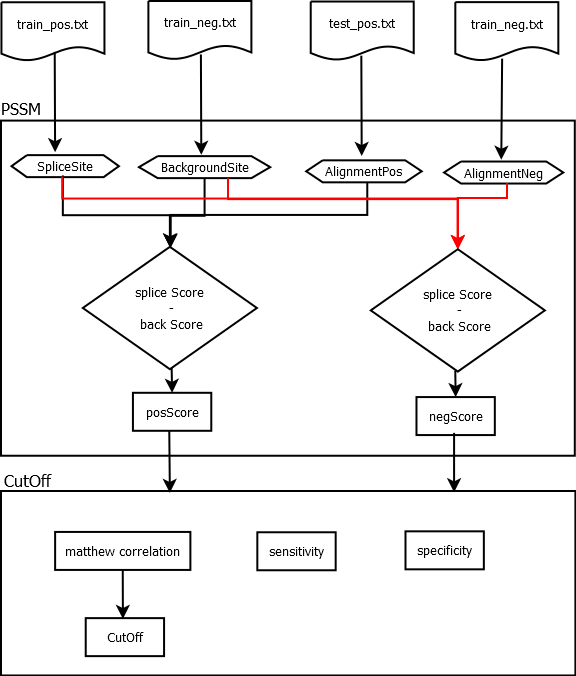 train_pos.txt
train_neg.txt
test_pos.txt
train_neg.txt
PSSM
SpliceSite
BackgroundSite
AlignmentPos
AlignmentNeg
splice Score
-
back Score
splice Score
-
back Score
posScore
negScore
CutOff
matthew correlation
sensitivity
specificity
CutOff